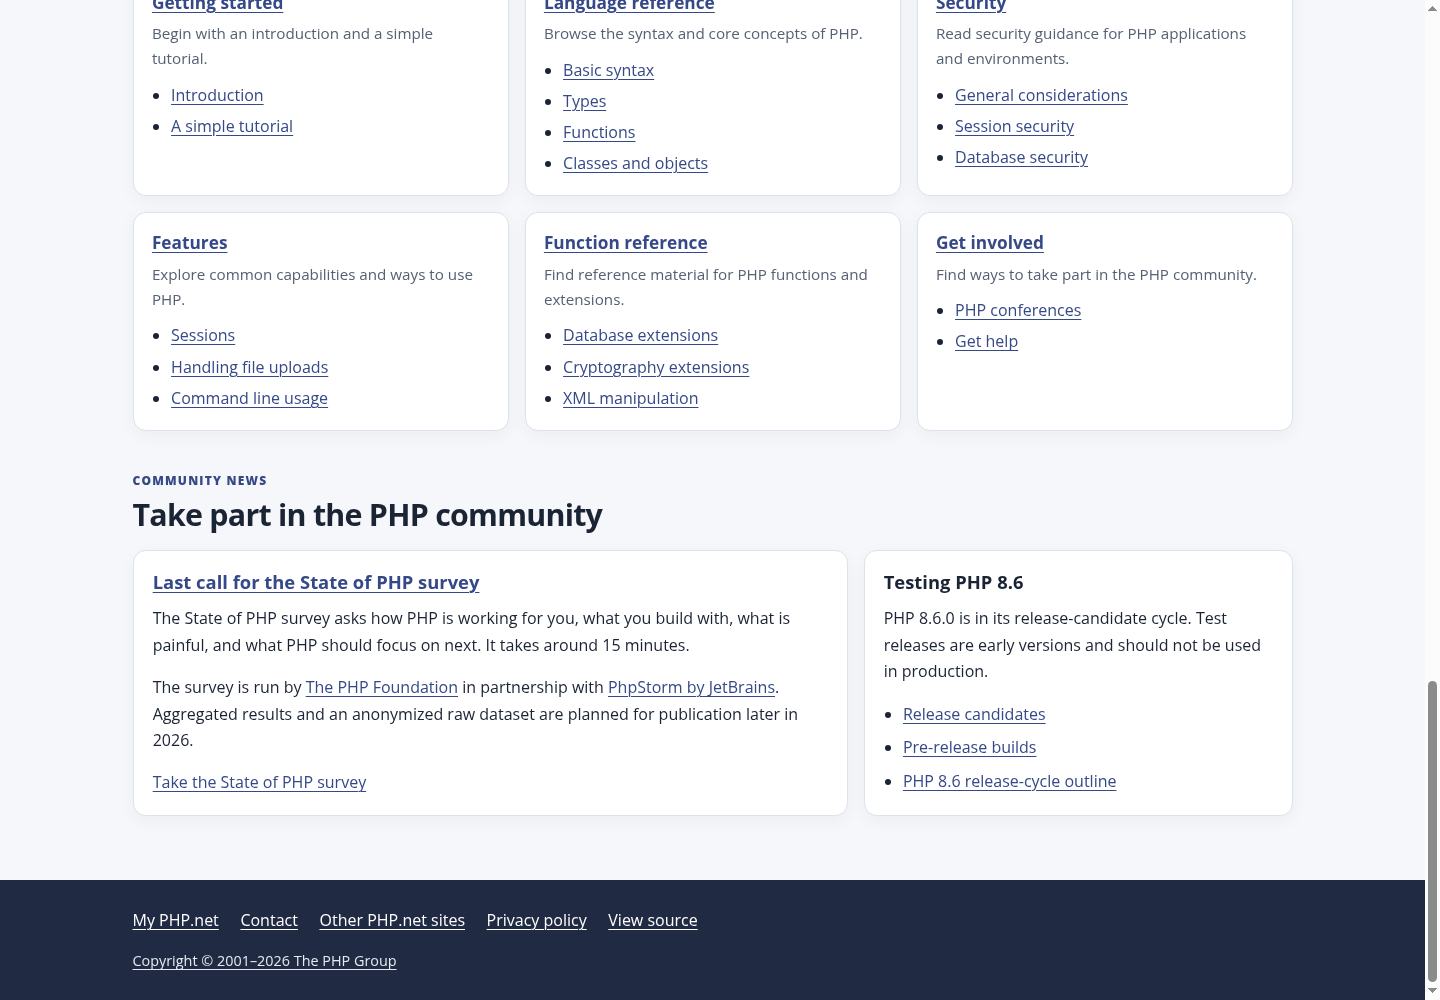 Getting started
Begin with an introduction and a simple
tutorial.
Introduction
A simple tutorial
Language reference
Browse the syntax and core concepts of PHP.
Basic syntax
Types
Functions
Classes and objects
Security
Read security guidance for PHP applications
and environments.
General considerations
Session security
Database security
Features
Explore common capabilities and ways to use
PHP.
Sessions
Handling file uploads
Command line usage
Function reference
Find reference material for PHP functions and
extensions.
Database extensions
Cryptography extensions
XML manipulation
Get involved
Find ways to take part in the PHP community.
PHP conferences
Get help
COMMUNITY NEWS
Take part in the PHP community
Last call for the State of PHP survey
The State of PHP survey asks how PHP is working for you, what you build with, what is
painful, and what PHP should focus on next. It takes around 15 minutes.
The survey is run by The PHP Foundation in partnership with PhpStorm by JetBrains.
Aggregated results and an anonymized raw dataset are planned for publication later in
2026.
Take the State of PHP survey
Testing PHP 8.6
PHP 8.6.0 is in its release-candidate cycle. Test
releases are early versions and should not be used
in production.
Release candidates
Pre-release builds
PHP 8.6 release-cycle outline
My PHP.net Contact Other PHP.net sites Privacy policy View source
Copyright © 2001–2026 The PHP Group